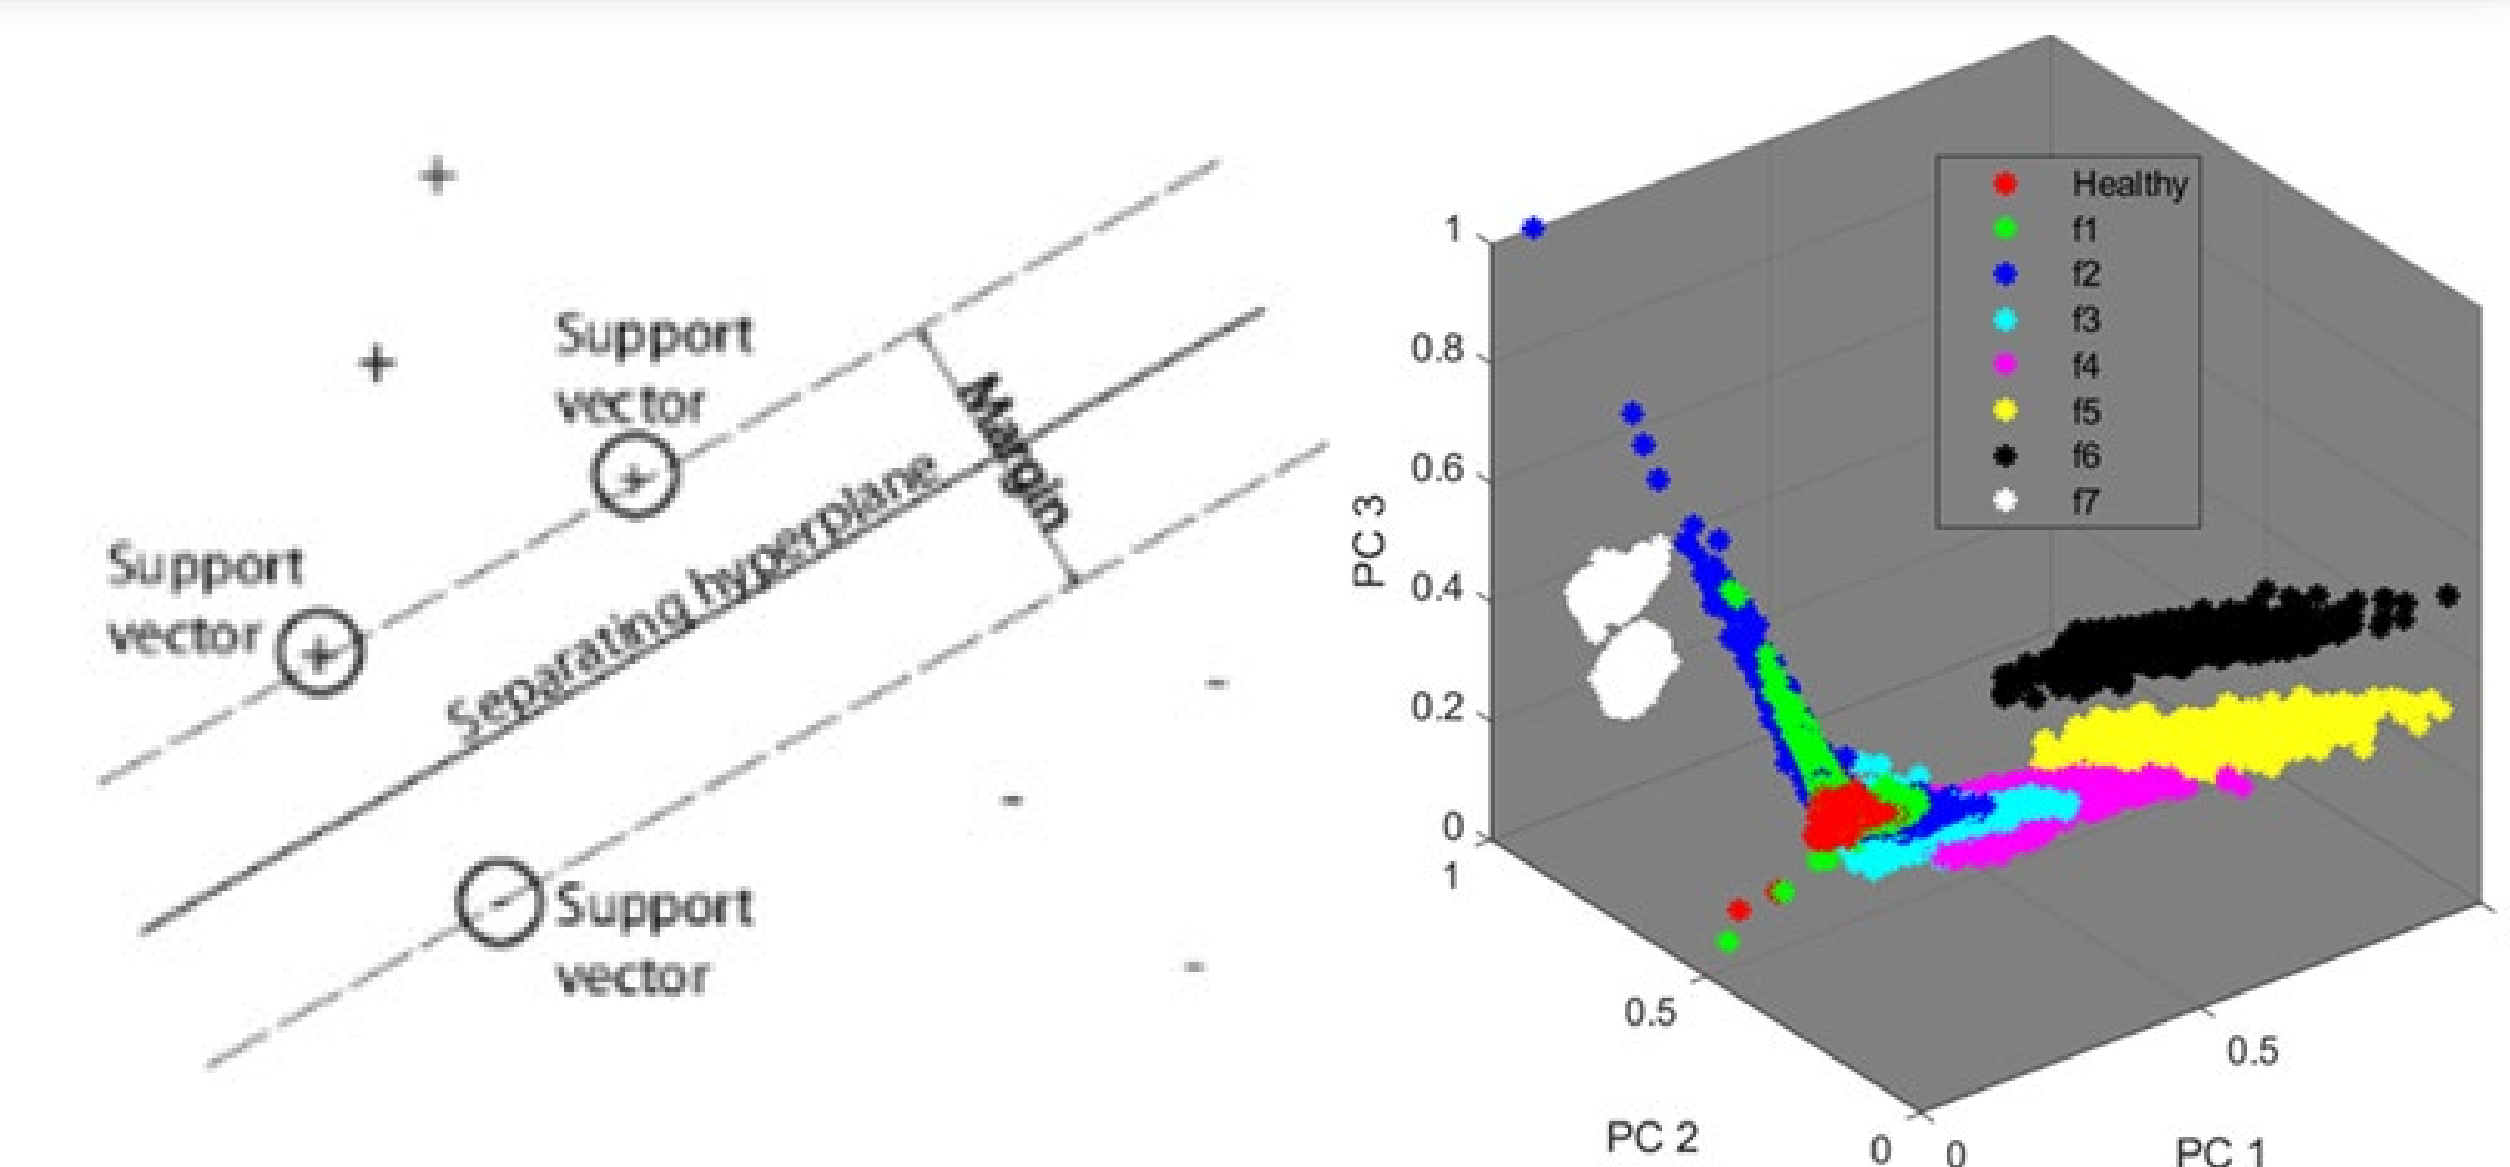 Support
vector
Support
vector
Separating hyperplane
Margin
Support
vector
Healthy
f1
f2
f3
f4
f5
f6
f7
PC 3
1
0.8
0.6
0.4
0.2
0
1
0.5
0
PC 2
0
0.5
PC 1